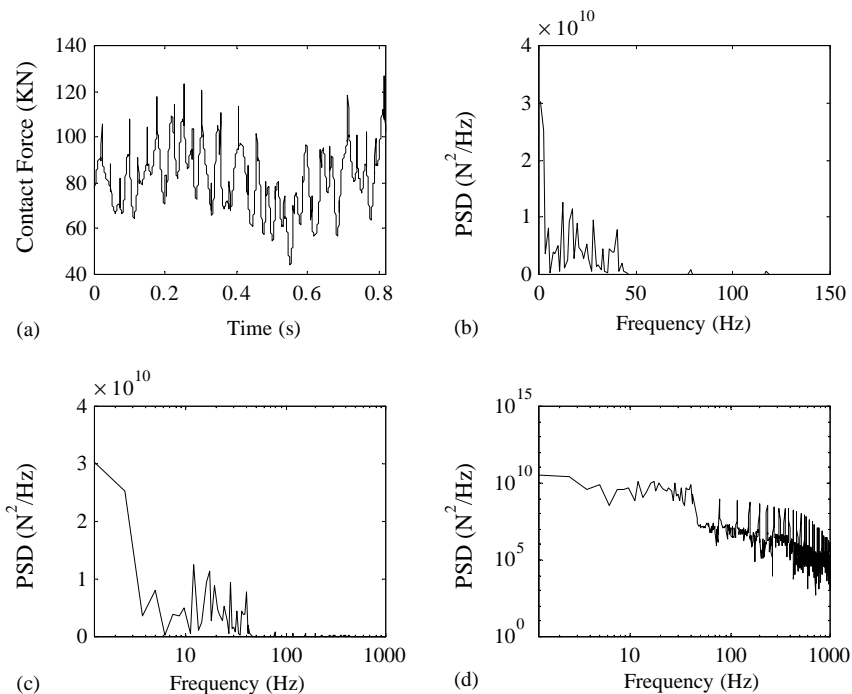 140
120
100
80
60
40
0 0.2 0.4 0.6 0.8
Contact Force (KN)
Time (s)
(a)
× 10^10
4
3
2
1
0
0 50 100 150
PSD (N^2/Hz)
Frequency (Hz)
(b)
× 10^10
4
3
2
1
0
10 100 1000
PSD (N^2/Hz)
Frequency (Hz)
(c)
10^15
10^10
10^5
10^0
10 100 1000
PSD (N^2/Hz)
Frequency (Hz)
(d)